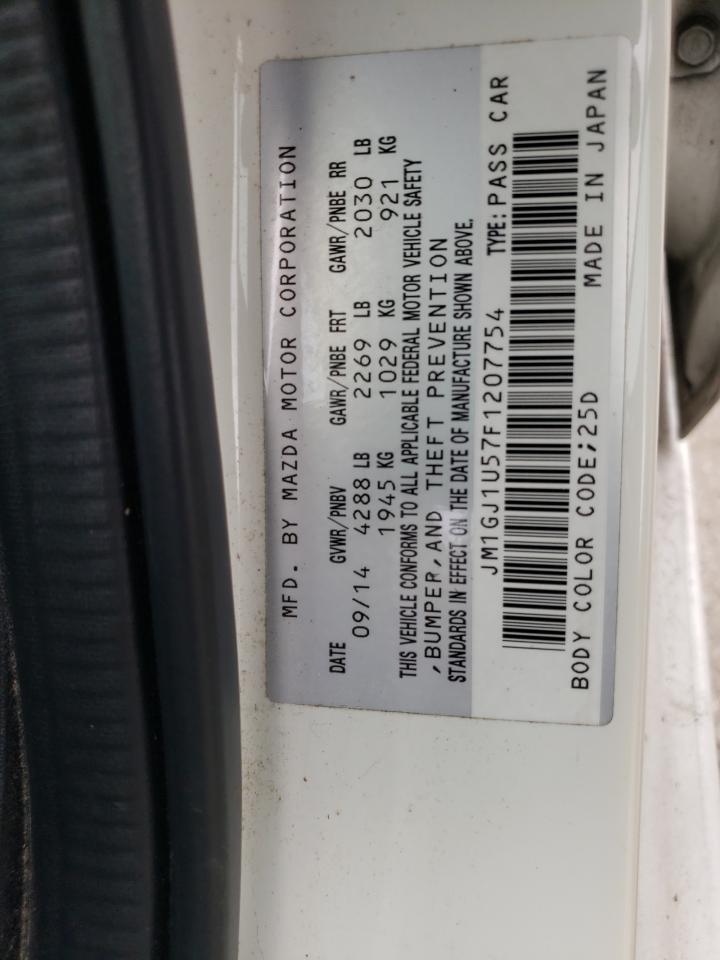 MFD. BY MAZDA MOTOR CORPORATION
DATE GVWR/PNBV GAWR/PNBE FRT GAWR/PNBE RR
09/14 4288 LB 2269 LB 2030 LB
1945 KG 1029 KG 921 KG
THIS VEHICLE CONFORMS TO ALL APPLICABLE FEDERAL MOTOR VEHICLE SAFETY
,BUMPER,AND THEFT PREVENTION
STANDARDS IN EFFECT ON THE DATE OF MANUFACTURE SHOWN ABOVE.
JM1GJ1U57F1207754 TYPE:PASS CAR
BODY COLOR CODE;25D MADE IN JAPAN